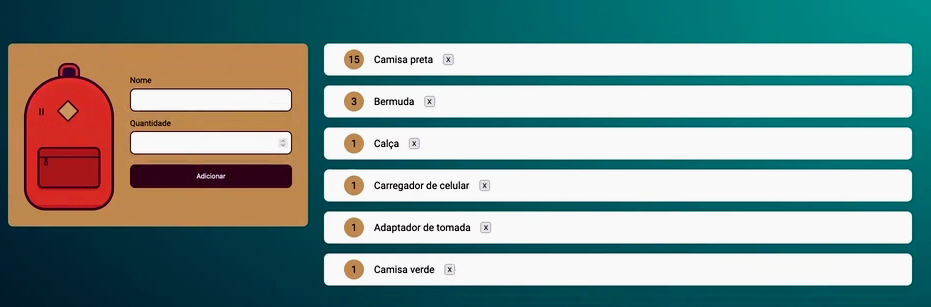 Nome
Quantidade
Adicionar
15 Camisa preta x
3 Bermuda x
1 Calça x
1 Carregador de celular x
1 Adaptador de tomada x
1 Camisa verde x